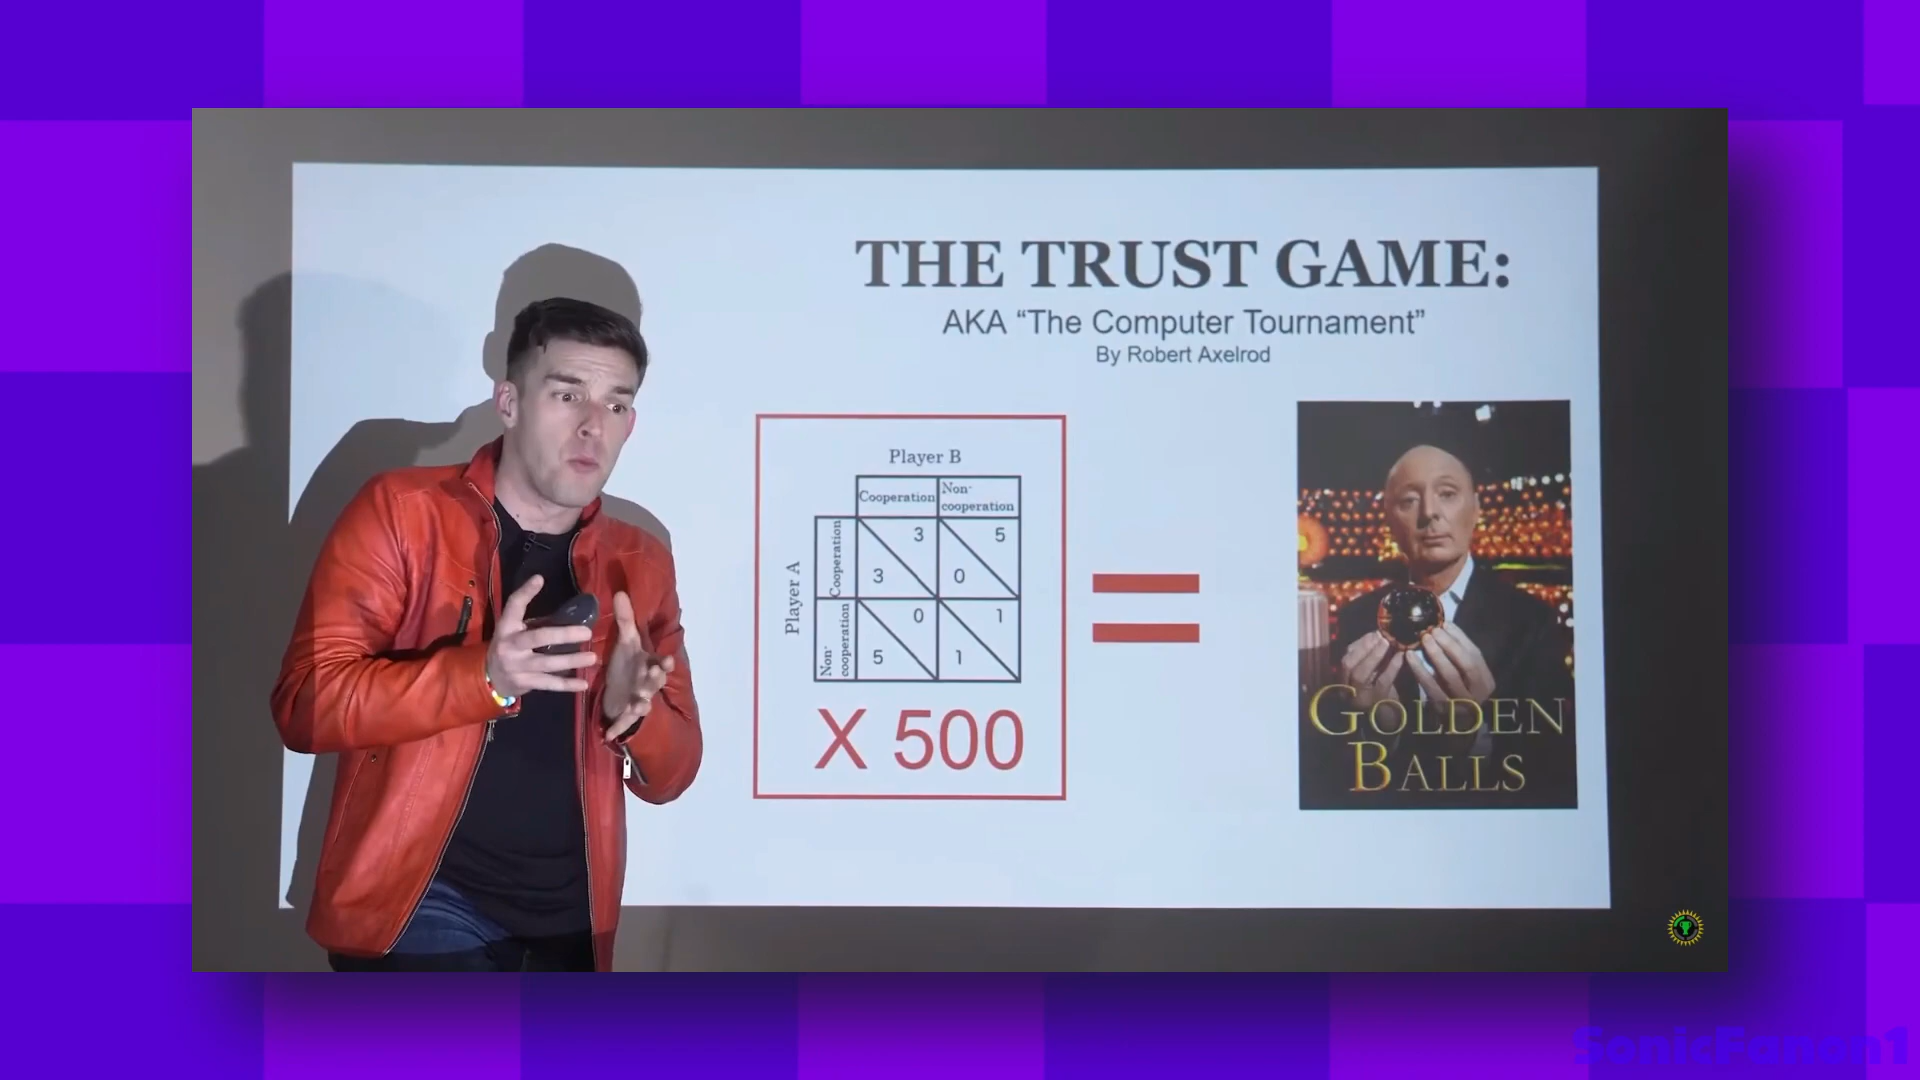 THE TRUST GAME:
AKA “The Computer Tournament”
By Robert Axelrod
Player B
Cooperation
Non-
cooperation
Player A
Cooperation
3
3
5
0
Non-
cooperation
0
5
1
1
X 500
GOLDEN
BALLS
SonicFanon1